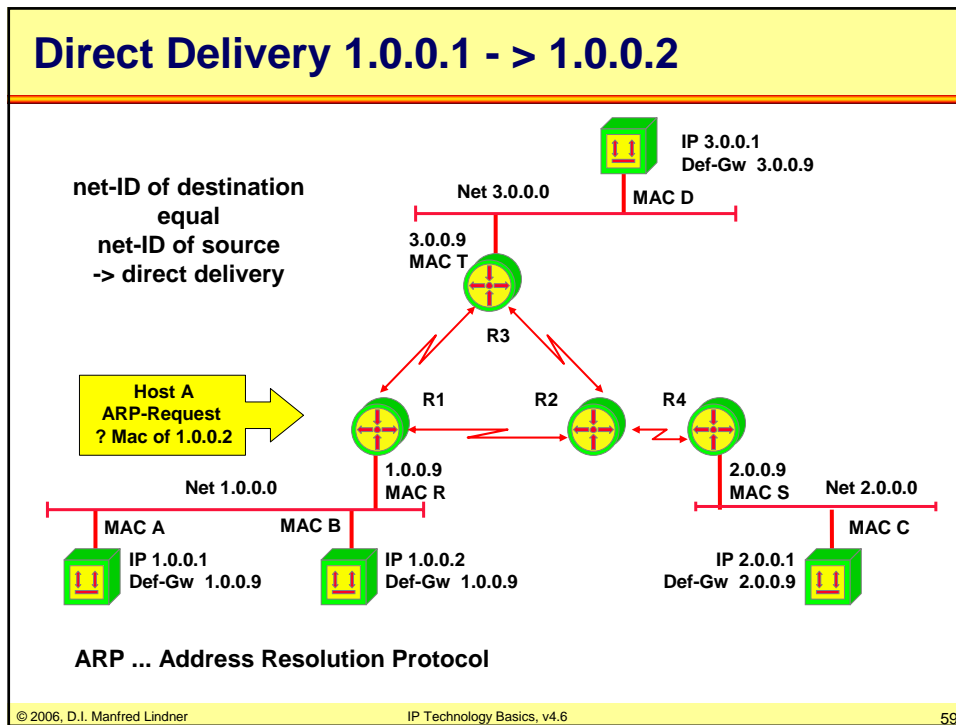 Direct Delivery 1.0.0.1 - > 1.0.0.2
net-ID of destination
equal
net-ID of source
-> direct delivery
IP 3.0.0.1
Def-Gw 3.0.0.9
Net 3.0.0.0
MAC D
3.0.0.9
MAC T
R3
Host A
ARP-Request
? Mac of 1.0.0.2
R1
R2
R4
1.0.0.9
MAC R
2.0.0.9
MAC S
Net 1.0.0.0
Net 2.0.0.0
MAC A
MAC B
MAC C
IP 1.0.0.1
Def-Gw 1.0.0.9
IP 1.0.0.2
Def-Gw 1.0.0.9
IP 2.0.0.1
Def-Gw 2.0.0.9
ARP ... Address Resolution Protocol
© 2006, D.I. Manfred Lindner
IP Technology Basics, v4.6
59